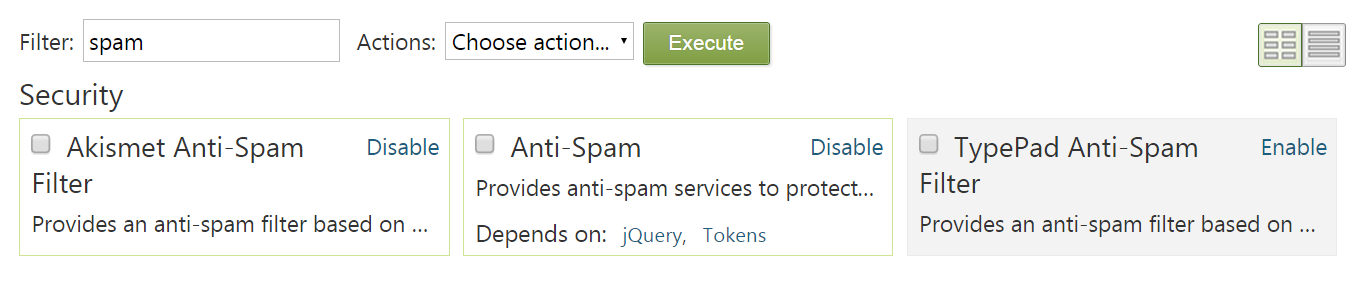 Filter: spam Actions: Choose action... Execute
Security
Akismet Anti-Spam Filter Disable
Provides an anti-spam filter based on ...
Anti-Spam Disable
Provides anti-spam services to protect...
Depends on: jQuery, Tokens
TypePad Anti-Spam Filter Enable
Provides an anti-spam filter based on ...